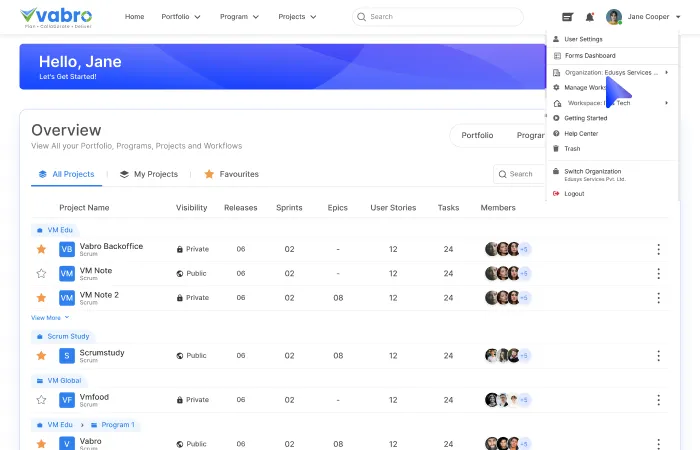 vabro
Plan • Collaborate • Deliver
Home Portfolio Program Projects Search Jane Cooper
User Settings
Forms Dashboard
Organization: Edusys Services ...
Manage Works
Workspace: Tech
Getting Started
Help Center
Trash
Switch Organization
Edusys Services Pvt. Ltd.
Logout
Hello, Jane
Let's Get Started!
Overview
View All your Portfolio, Programs, Projects and Workflows
Portfolio Program
All Projects My Projects Favourites Search
Project Name Visibility Releases Sprints Epics User Stories Tasks Members
VM Edu
VB Vabro Backoffice Private 06 02 - 12 24 +5
Scrum
VM VM Note Public 06 02 - 12 24 +5
Scrum
VM VM Note 2 Private 06 02 08 12 24 +5
Scrum
View More
Scrum Study
S Scrumstudy Public 06 02 08 12 24 +5
Scrum
VM Global
VF Vmfood Private 06 02 - 12 24 +5
Scrum
VM Edu Program 1
V Vabro Public 06 02 08 12 24 +5
Scrum